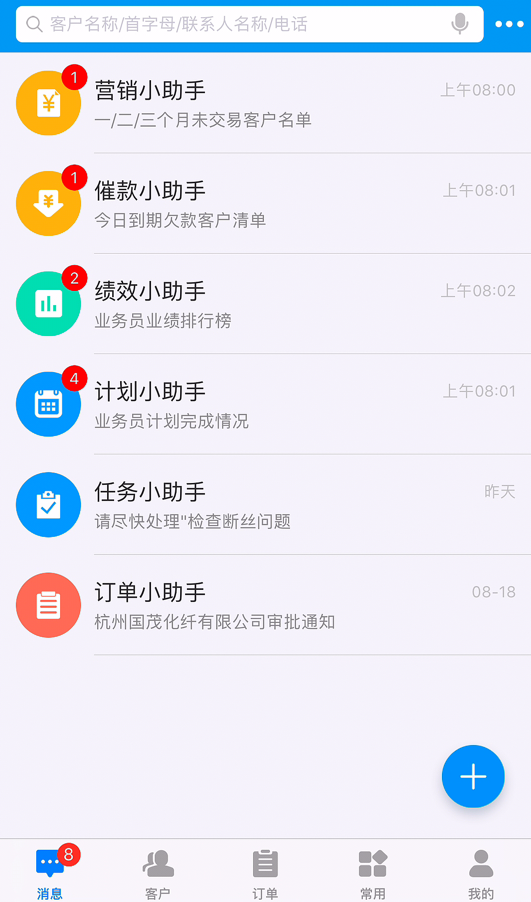 客户名称/首字母/联系人名称/电话
1
营销小助手
上午08:00
一/二/三个月未交易客户名单
1
催款小助手
上午08:01
今日到期欠款客户清单
2
绩效小助手
上午08:02
业务员业绩排行榜
4
计划小助手
上午08:01
业务员计划完成情况
任务小助手
昨天
请尽快处理"检查断丝问题
订单小助手
08-18
杭州国茂化纤有限公司审批通知
8
消息
客户
订单
常用
我的